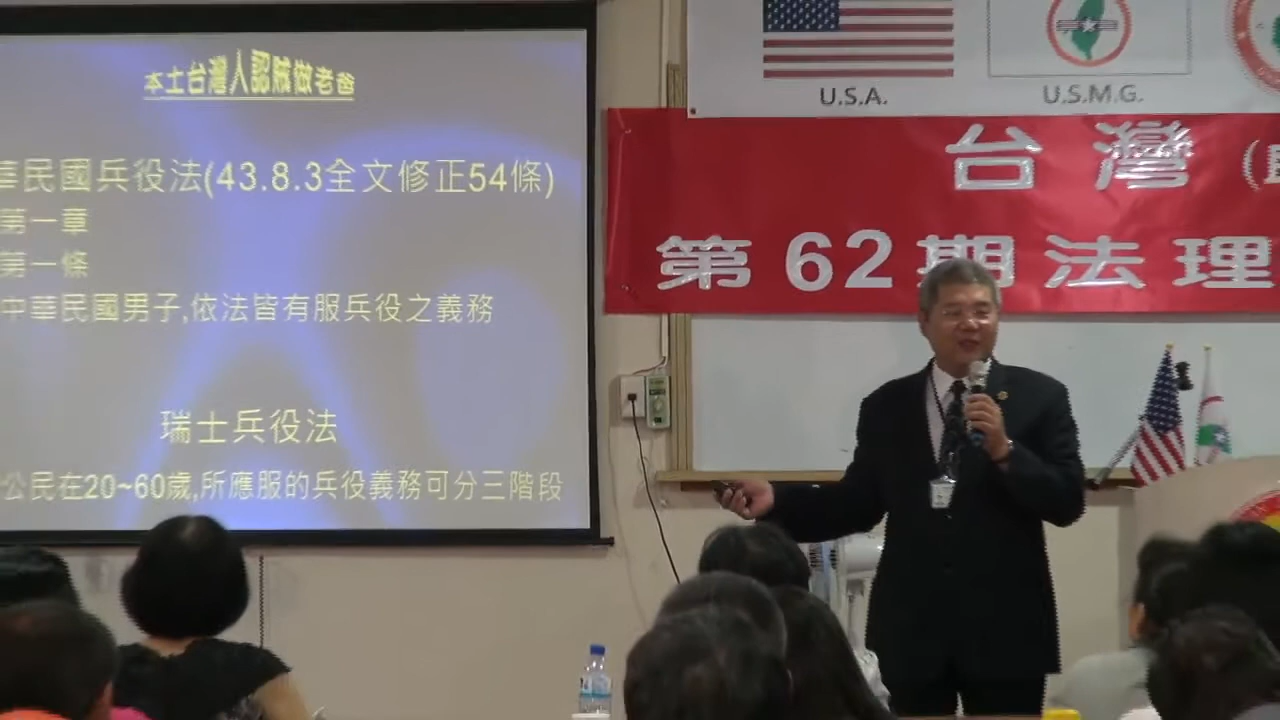 本土台灣人認賊做老爸
華民國兵役法(43.8.3全文修正54條)
第一章
第一條
中華民國男子,依法皆有服兵役之義務
瑞士兵役法
公民在20~60歲,所應服的兵役義務可分三階段
U.S.A.
U.S.M.G.
台灣(
第62期法理